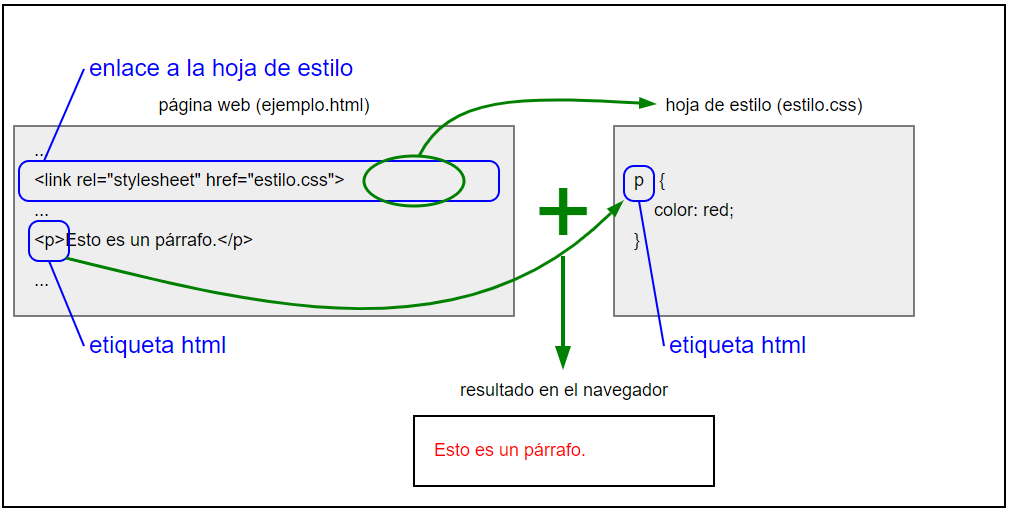 enlace a la hoja de estilo
página web (ejemplo.html)
...
<link rel="stylesheet" href="estilo.css">
...
<p>Esto es un párrafo.</p>
...
etiqueta html
hoja de estilo (estilo.css)
p {
color: red;
}
etiqueta html
resultado en el navegador
Esto es un párrafo.